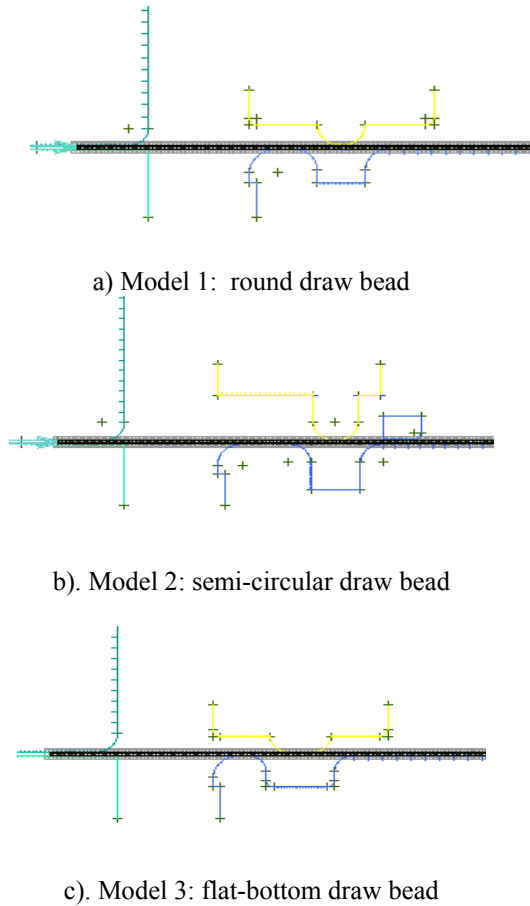 a) Model 1: round draw bead
b). Model 2: semi-circular draw bead
c). Model 3: flat-bottom draw bead